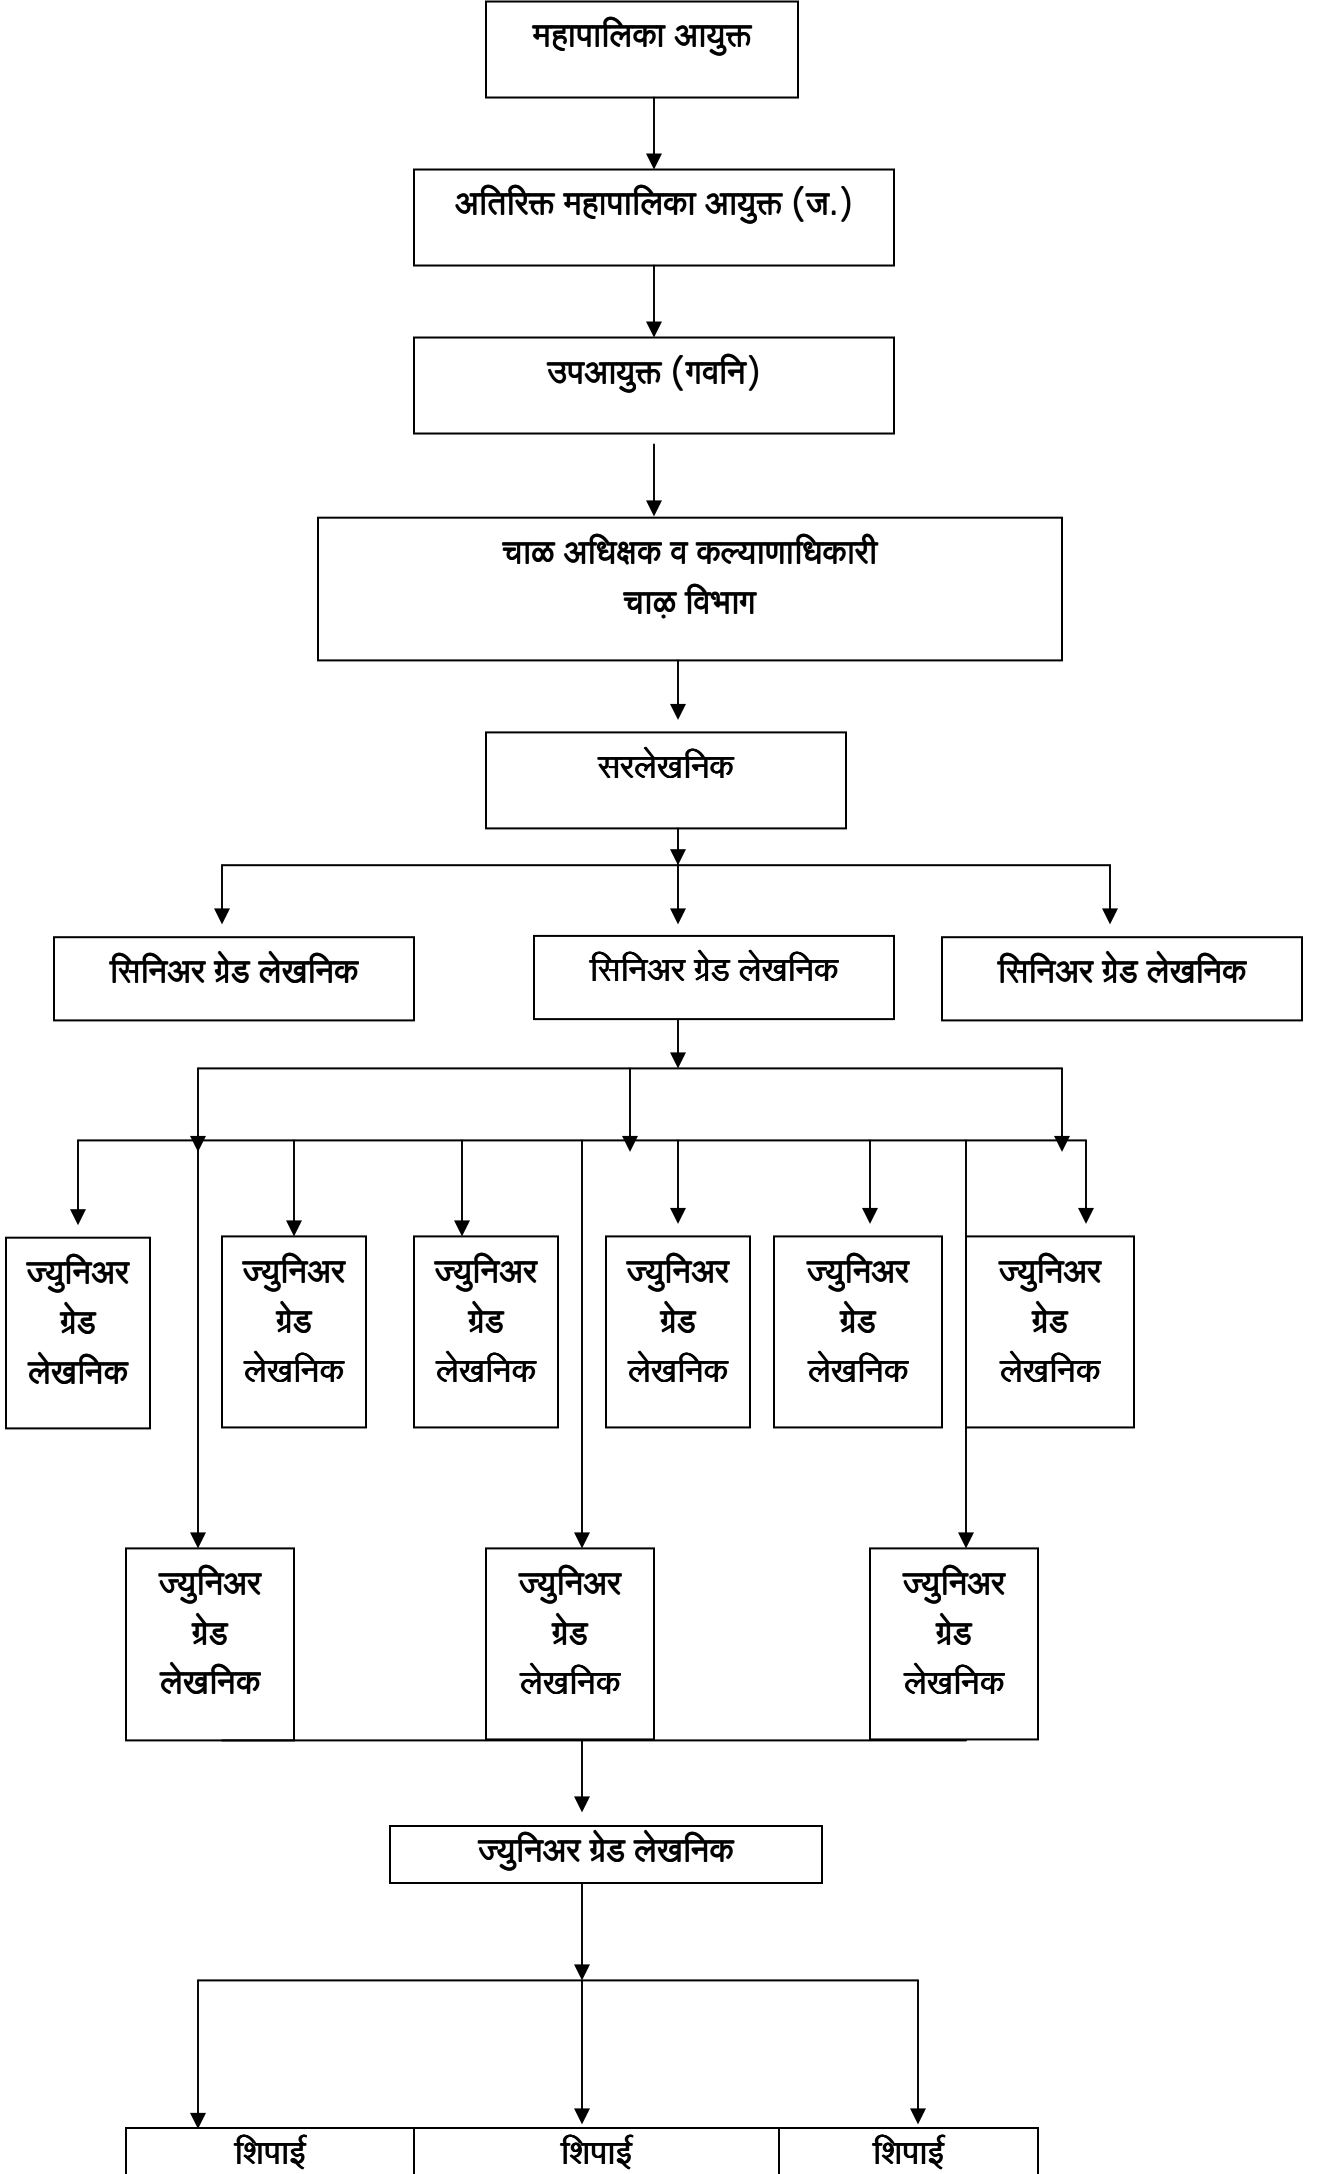 महापालिका आयुक्त
अतिरिक्त महापालिका आयुक्त (ज.)
उपआयुक्त (गवनि)
चाळ अधिक्षक व कल्याणाधिकारी
चाऴ विभाग
सरलेखनिक
सिनिअर ग्रेड लेखनिक
सिनिअर ग्रेड लेखनिक
सिनिअर ग्रेड लेखनिक
ज्युनिअर
ग्रेड
लेखनिक
ज्युनिअर
ग्रेड
लेखनिक
ज्युनिअर
ग्रेड
लेखनिक
ज्युनिअर
ग्रेड
लेखनिक
ज्युनिअर
ग्रेड
लेखनिक
ज्युनिअर
ग्रेड
लेखनिक
ज्युनिअर
ग्रेड
लेखनिक
ज्युनिअर
ग्रेड
लेखनिक
ज्युनिअर
ग्रेड
लेखनिक
ज्युनिअर ग्रेड लेखनिक
शिपाई
शिपाई
शिपाई